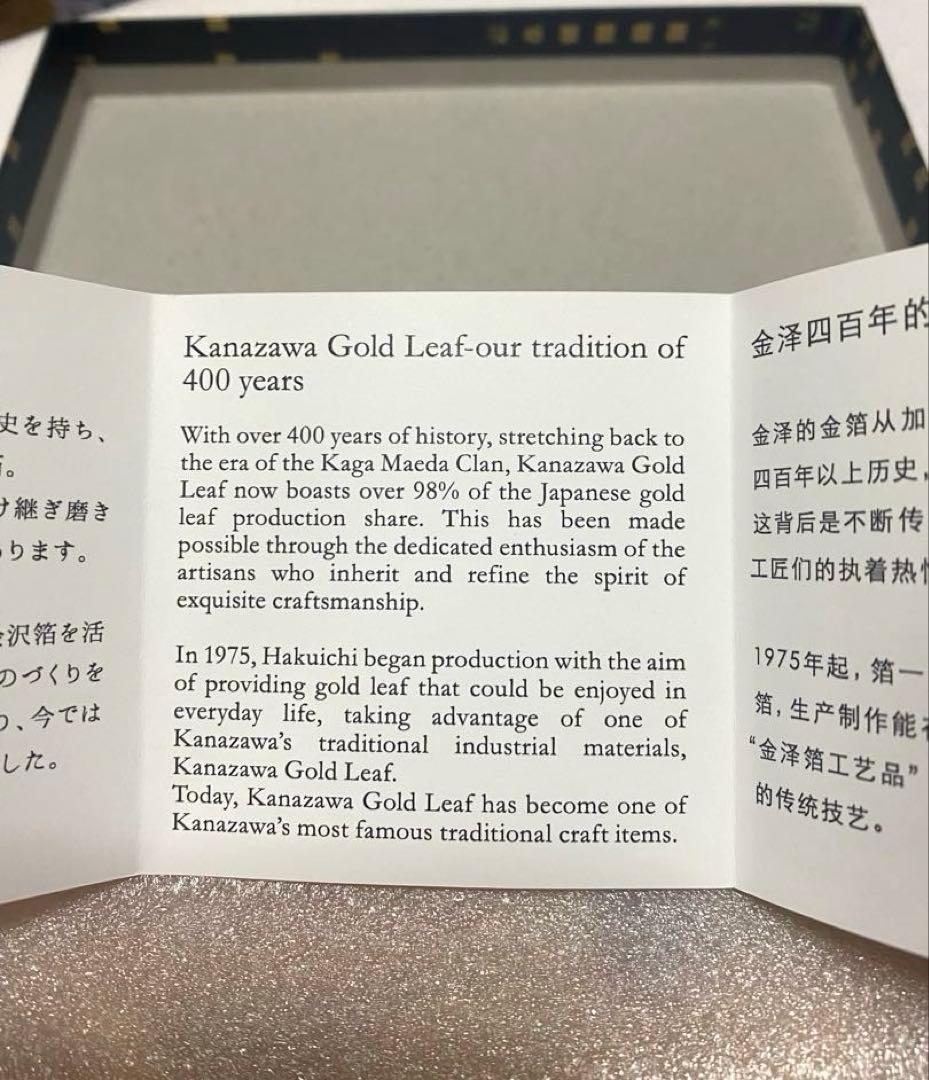 史を持ち、
。
継ぎ磨き
ります。
沢箔を活
のづくりを
、今では
した。
Kanazawa Gold Leaf-our tradition of
400 years
With over 400 years of history, stretching back to
the era of the Kaga Maeda Clan, Kanazawa Gold
Leaf now boasts over 98% of the Japanese gold
leaf production share. This has been made
possible through the dedicated enthusiasm of the
artisans who inherit and refine the spirit of
exquisite craftsmanship.
In 1975, Hakuichi began production with the aim
of providing gold leaf that could be enjoyed in
everyday life, taking advantage of one of
Kanazawa's traditional industrial materials,
Kanazawa Gold Leaf.
Today, Kanazawa Gold Leaf has become one of
Kanazawa's most famous traditional craft items.
金泽四百年的
金泽的金箔从加
四百年以上历史，
这背后是不断传
工匠们的执着热
1975年起，箔一
箔，生产制作能
“金泽箔工艺品”
的传统技艺。